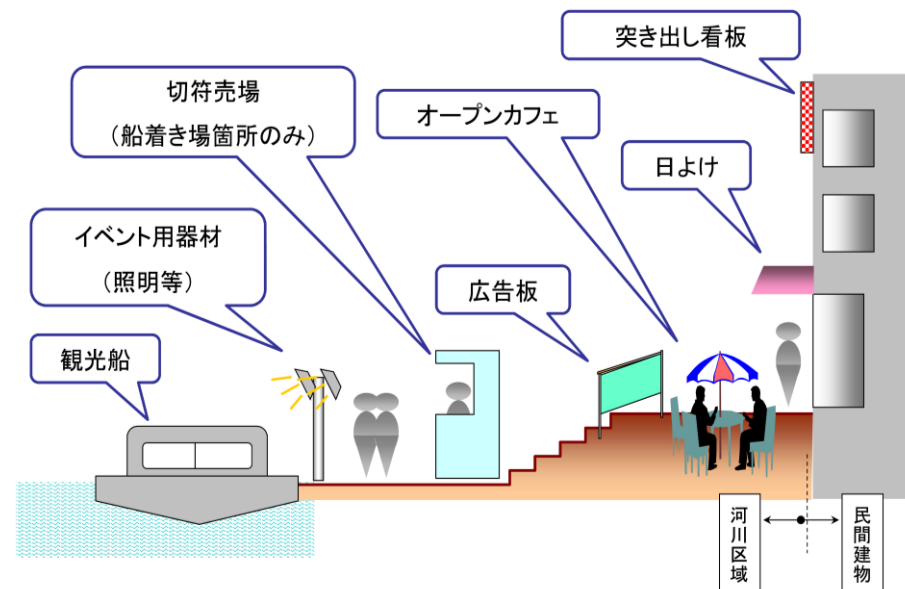 突き出し看板
切符売場
（船着き場箇所のみ）
オープンカフェ
日よけ
イベント用器材
（照明等）
広告板
観光船
河川区域
民間建物